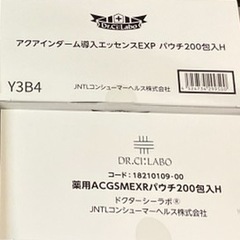 Dr.Ci:Labo
アクアインダーム導入エッセンスEXP パウチ200包入H
Y3B4
JNTLコンシューマーヘルス株式会社
DR.CI:LABO
コード：18210109-00
薬用ACGSMEXRパウチ200包入H
ドクターシーラボ®
JNTLコンシューマーヘルス株式会社